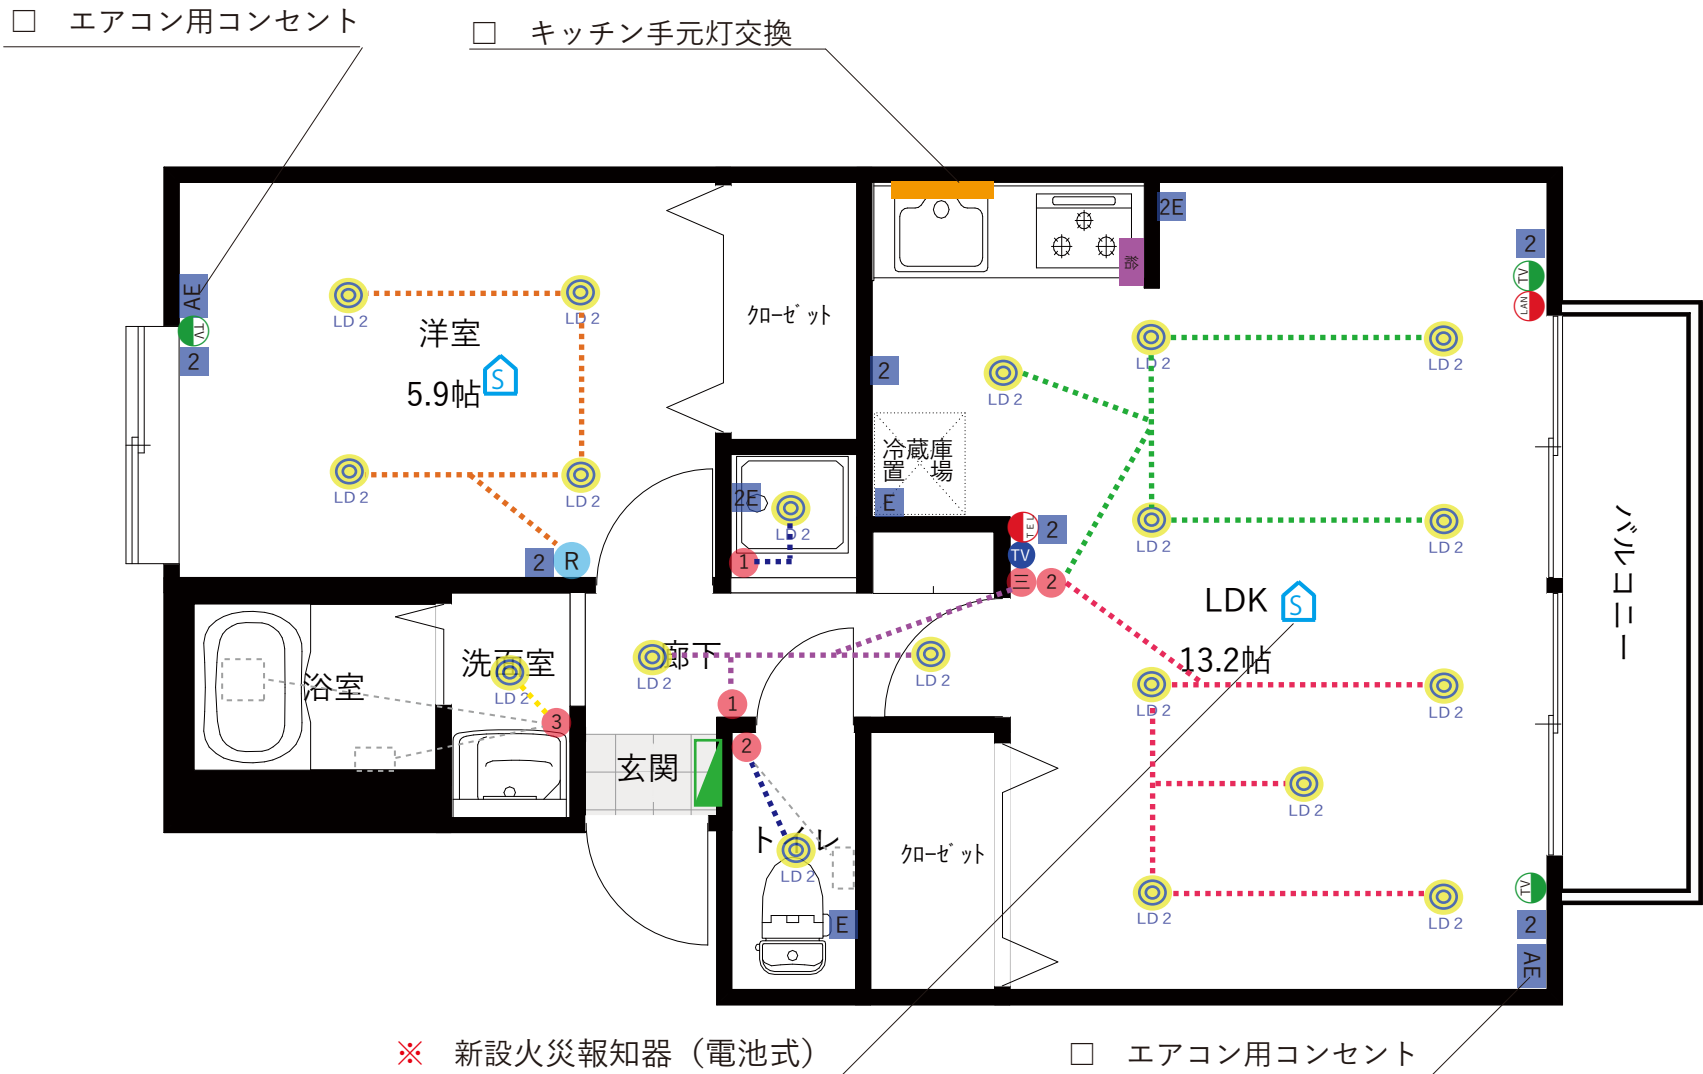 □ エアコン用コンセント
□ キッチン手元灯交換
2E
2
TV
LAN
AE
TV
2
LD 2
LD 2
洋室
5.9帖
S
クローゼット
給
LD 2
LD 2
LD 2
2
冷蔵庫
置 場
E
LD 2
LD 2
2E
LD 2
1
2
R
TEL
2
TV
三
2
LD 2
LD 2
バルコニー
LDK
S
13.2帖
浴室
洗面室
LD 2
3
廊下
LD 2
LD 2
1
LD 2
LD 2
玄関
2
トイレ
LD 2
E
クローゼット
LD 2
LD 2
LD 2
TV
2
AE
※ 新設火災報知器（電池式）
□ エアコン用コンセント